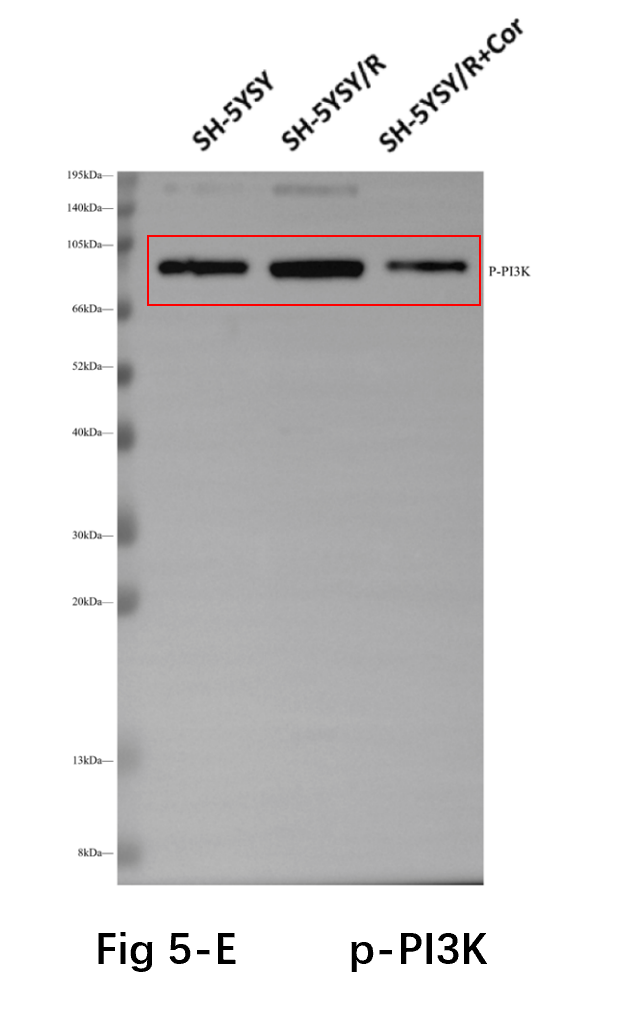 SH-5YSY
SH-5YSY/R
SH-5YSY/R+Cor
195kDa
140kDa
105kDa
P-PI3K
66kDa
52kDa
40kDa
30kDa
20kDa
13kDa
8kDa
Fig 5-E p-PI3K